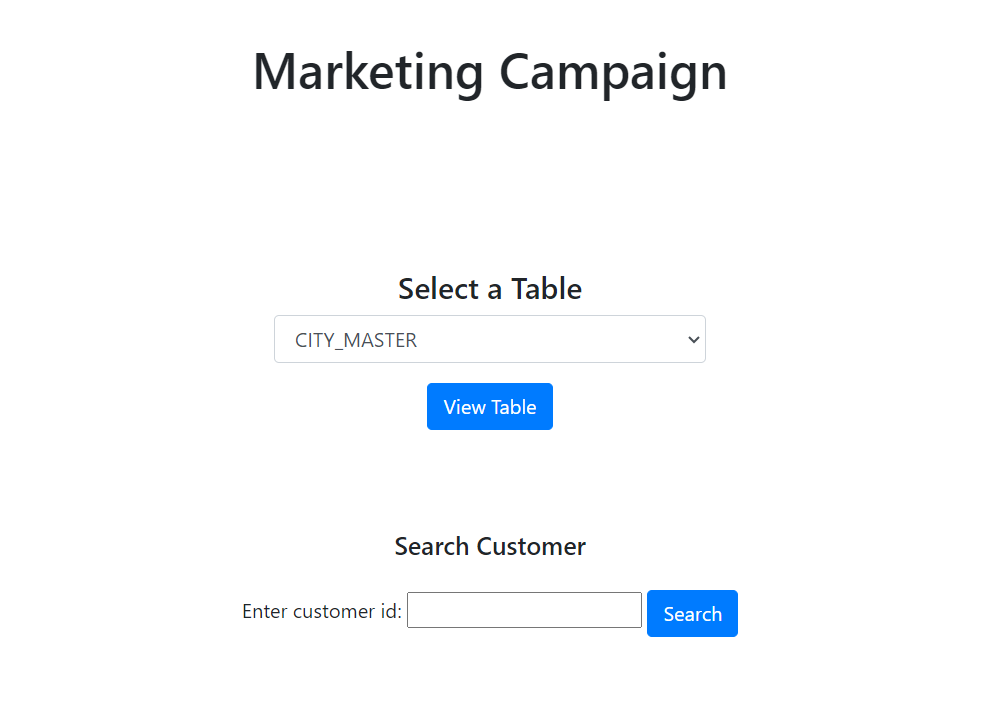 Marketing Campaign
Select a Table
CITY_MASTER
View Table
Search Customer
Enter customer id: Search